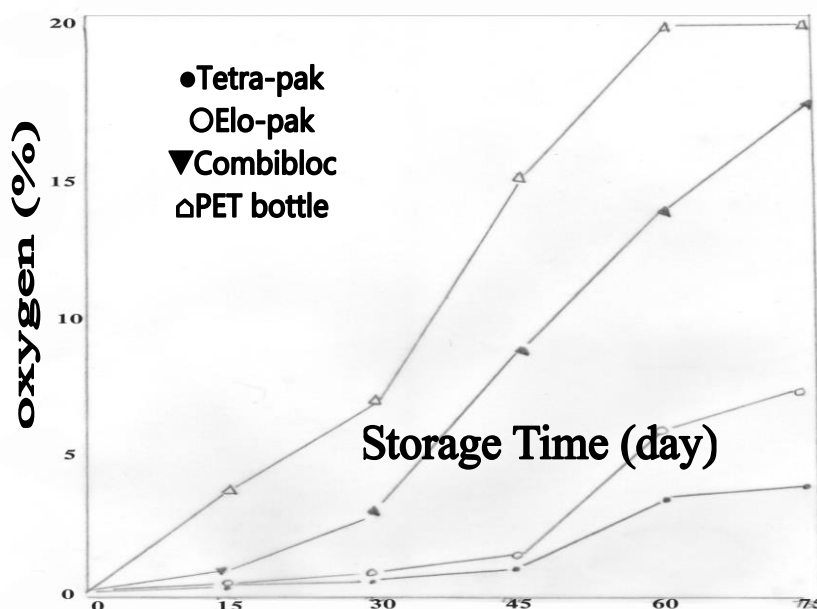 20
●Tetra-pak
○Elo-pak
▼Combibloc
△PET bottle
15
oxygen (%)
10
Storage Time (day)
5
0
0 15 30 45 60 75